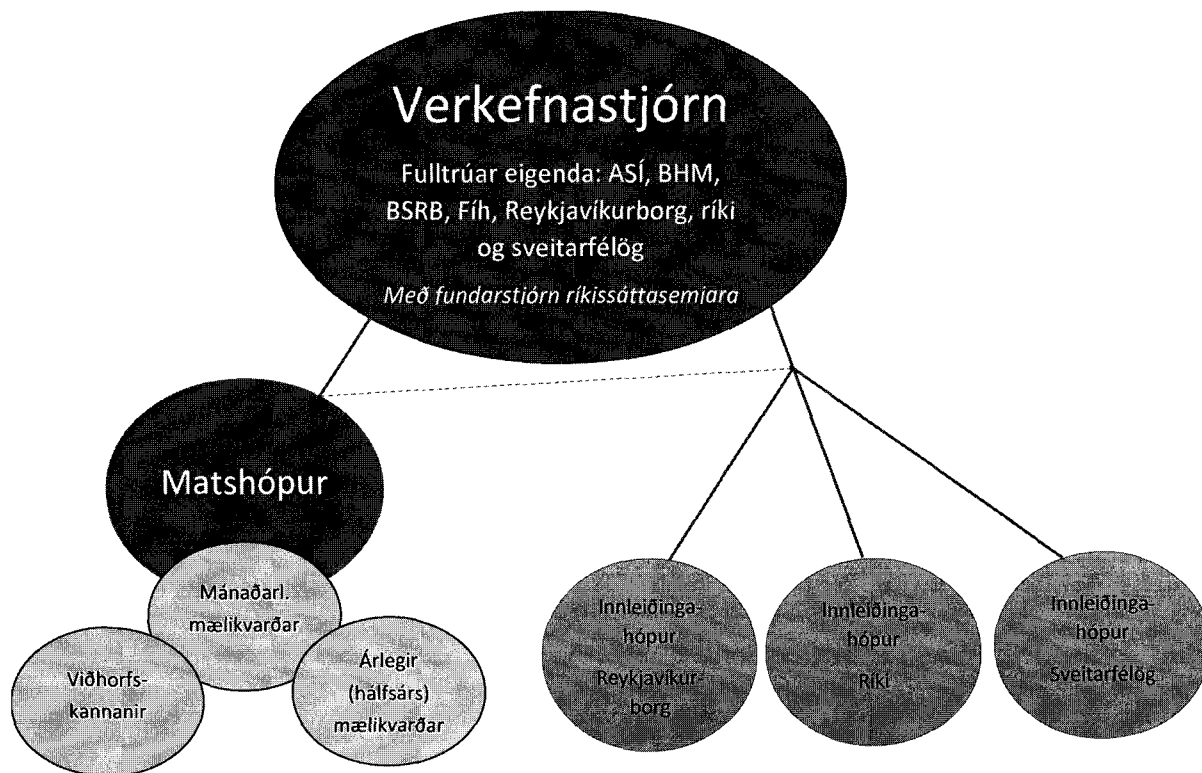 Verkefnastjórn
Fulltrúar eigenda: ASÍ, BHM,
BSRB, Fíh, Reykjavíkurborg, ríki
og sveitarfélög
Með fundarstjórn ríkissáttasemjara
Matshópur
Mánaðarl.
mælikvarðar
Viðhorfs-
kannanir
Árlegir
(hálfsárs)
mælikvarðar
Innleiðinga-
hópur
Reykjavíkur-
borg
Innleiðinga-
hópur
Ríki
Innleiðinga-
hópur
Sveitarfélög